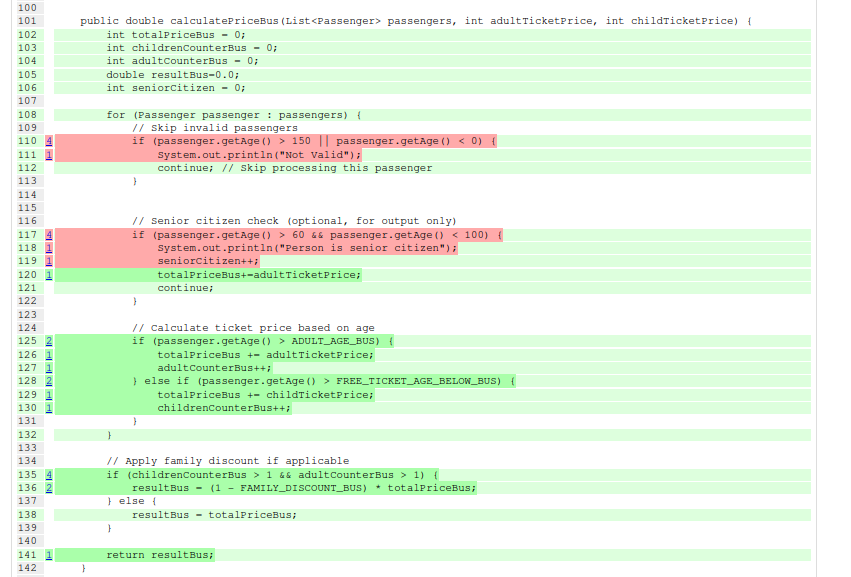 100
101 public double calculatePriceBus(List<Passenger> passengers, int adultTicketPrice, int childTicketPrice) {
102 int totalPriceBus = 0;
103 int childrenCounterBus = 0;
104 int adultCounterBus = 0;
105 double resultBus=0.0;
106 int seniorCitizen = 0;
107
108 for (Passenger passenger : passengers) {
109 // Skip invalid passengers
110 4 if (passenger.getAge() > 150 || passenger.getAge() < 0) {
111 1 System.out.println("Not Valid");
112 continue; // Skip processing this passenger
113 }
114
115
116 // Senior citizen check (optional, for output only)
117 4 if (passenger.getAge() > 60 && passenger.getAge() < 100) {
118 1 System.out.println("Person is senior citizen");
119 1 seniorCitizen++;
120 1 totalPriceBus+=adultTicketPrice;
121 continue;
122 }
123
124 // Calculate ticket price based on age
125 2 if (passenger.getAge() > ADULT_AGE_BUS) {
126 1 totalPriceBus += adultTicketPrice;
127 1 adultCounterBus++;
128 2 } else if (passenger.getAge() > FREE_TICKET_AGE_BELOW_BUS) {
129 1 totalPriceBus += childTicketPrice;
130 1 childrenCounterBus++;
131 }
132 }
133
134 // Apply family discount if applicable
135 4 if (childrenCounterBus > 1 && adultCounterBus > 1) {
136 2 resultBus = (1 - FAMILY_DISCOUNT_BUS) * totalPriceBus;
137 } else {
138 resultBus = totalPriceBus;
139 }
140
141 1 return resultBus;
142 }